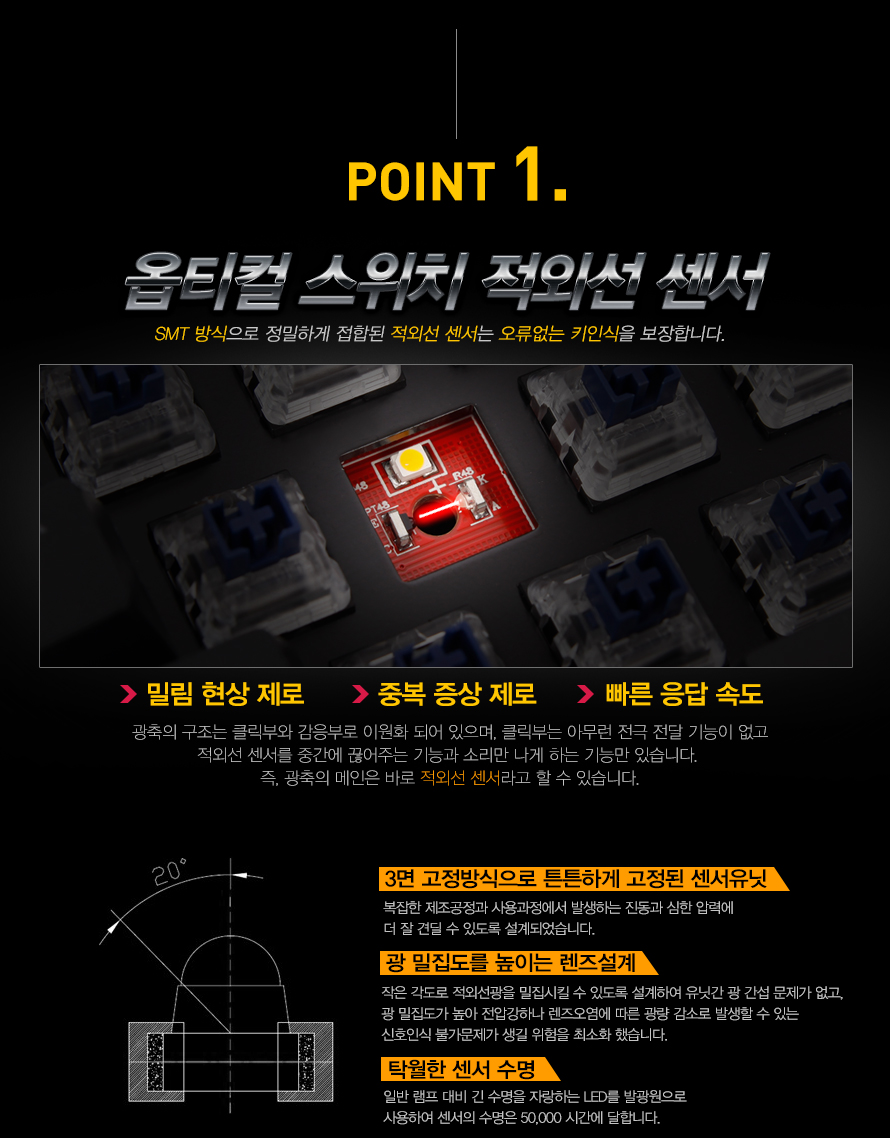 POINT 1.
옵티컬 스위치 적외선 센서
SMT 방식으로 정밀하게 접합된 적외선 센서는 오류없는 키인식을 보장합니다.
48
R48
K
PT48
E
A
C
밀림 현상 제로
중복 증상 제로
빠른 응답 속도
광축의 구조는 클릭부와 감응부로 이원화 되어 있으며, 클릭부는 아무런 전극 전달 기능이 없고
적외선 센서를 중간에 끊어주는 기능과 소리만 나게 하는 기능만 있습니다.
즉, 광축의 메인은 바로 적외선 센서라고 할 수 있습니다.
20°
3면 고정방식으로 튼튼하게 고정된 센서유닛
복잡한 제조공정과 사용과정에서 발생하는 진동과 심한 압력에
더 잘 견딜 수 있도록 설계되었습니다.
광 밀집도를 높이는 렌즈설계
작은 각도로 적외선광을 밀집시킬 수 있도록 설계하여 유닛간 광 간섭 문제가 없고,
광 밀집도가 높아 전압강하나 렌즈오염에 따른 광량 감소로 발생할 수 있는
신호인식 불가문제가 생길 위험을 최소화 했습니다.
탁월한 센서 수명
일반 램프 대비 긴 수명을 자랑하는 LED를 발광원으로
사용하여 센서의 수명은 50,000 시간에 달합니다.